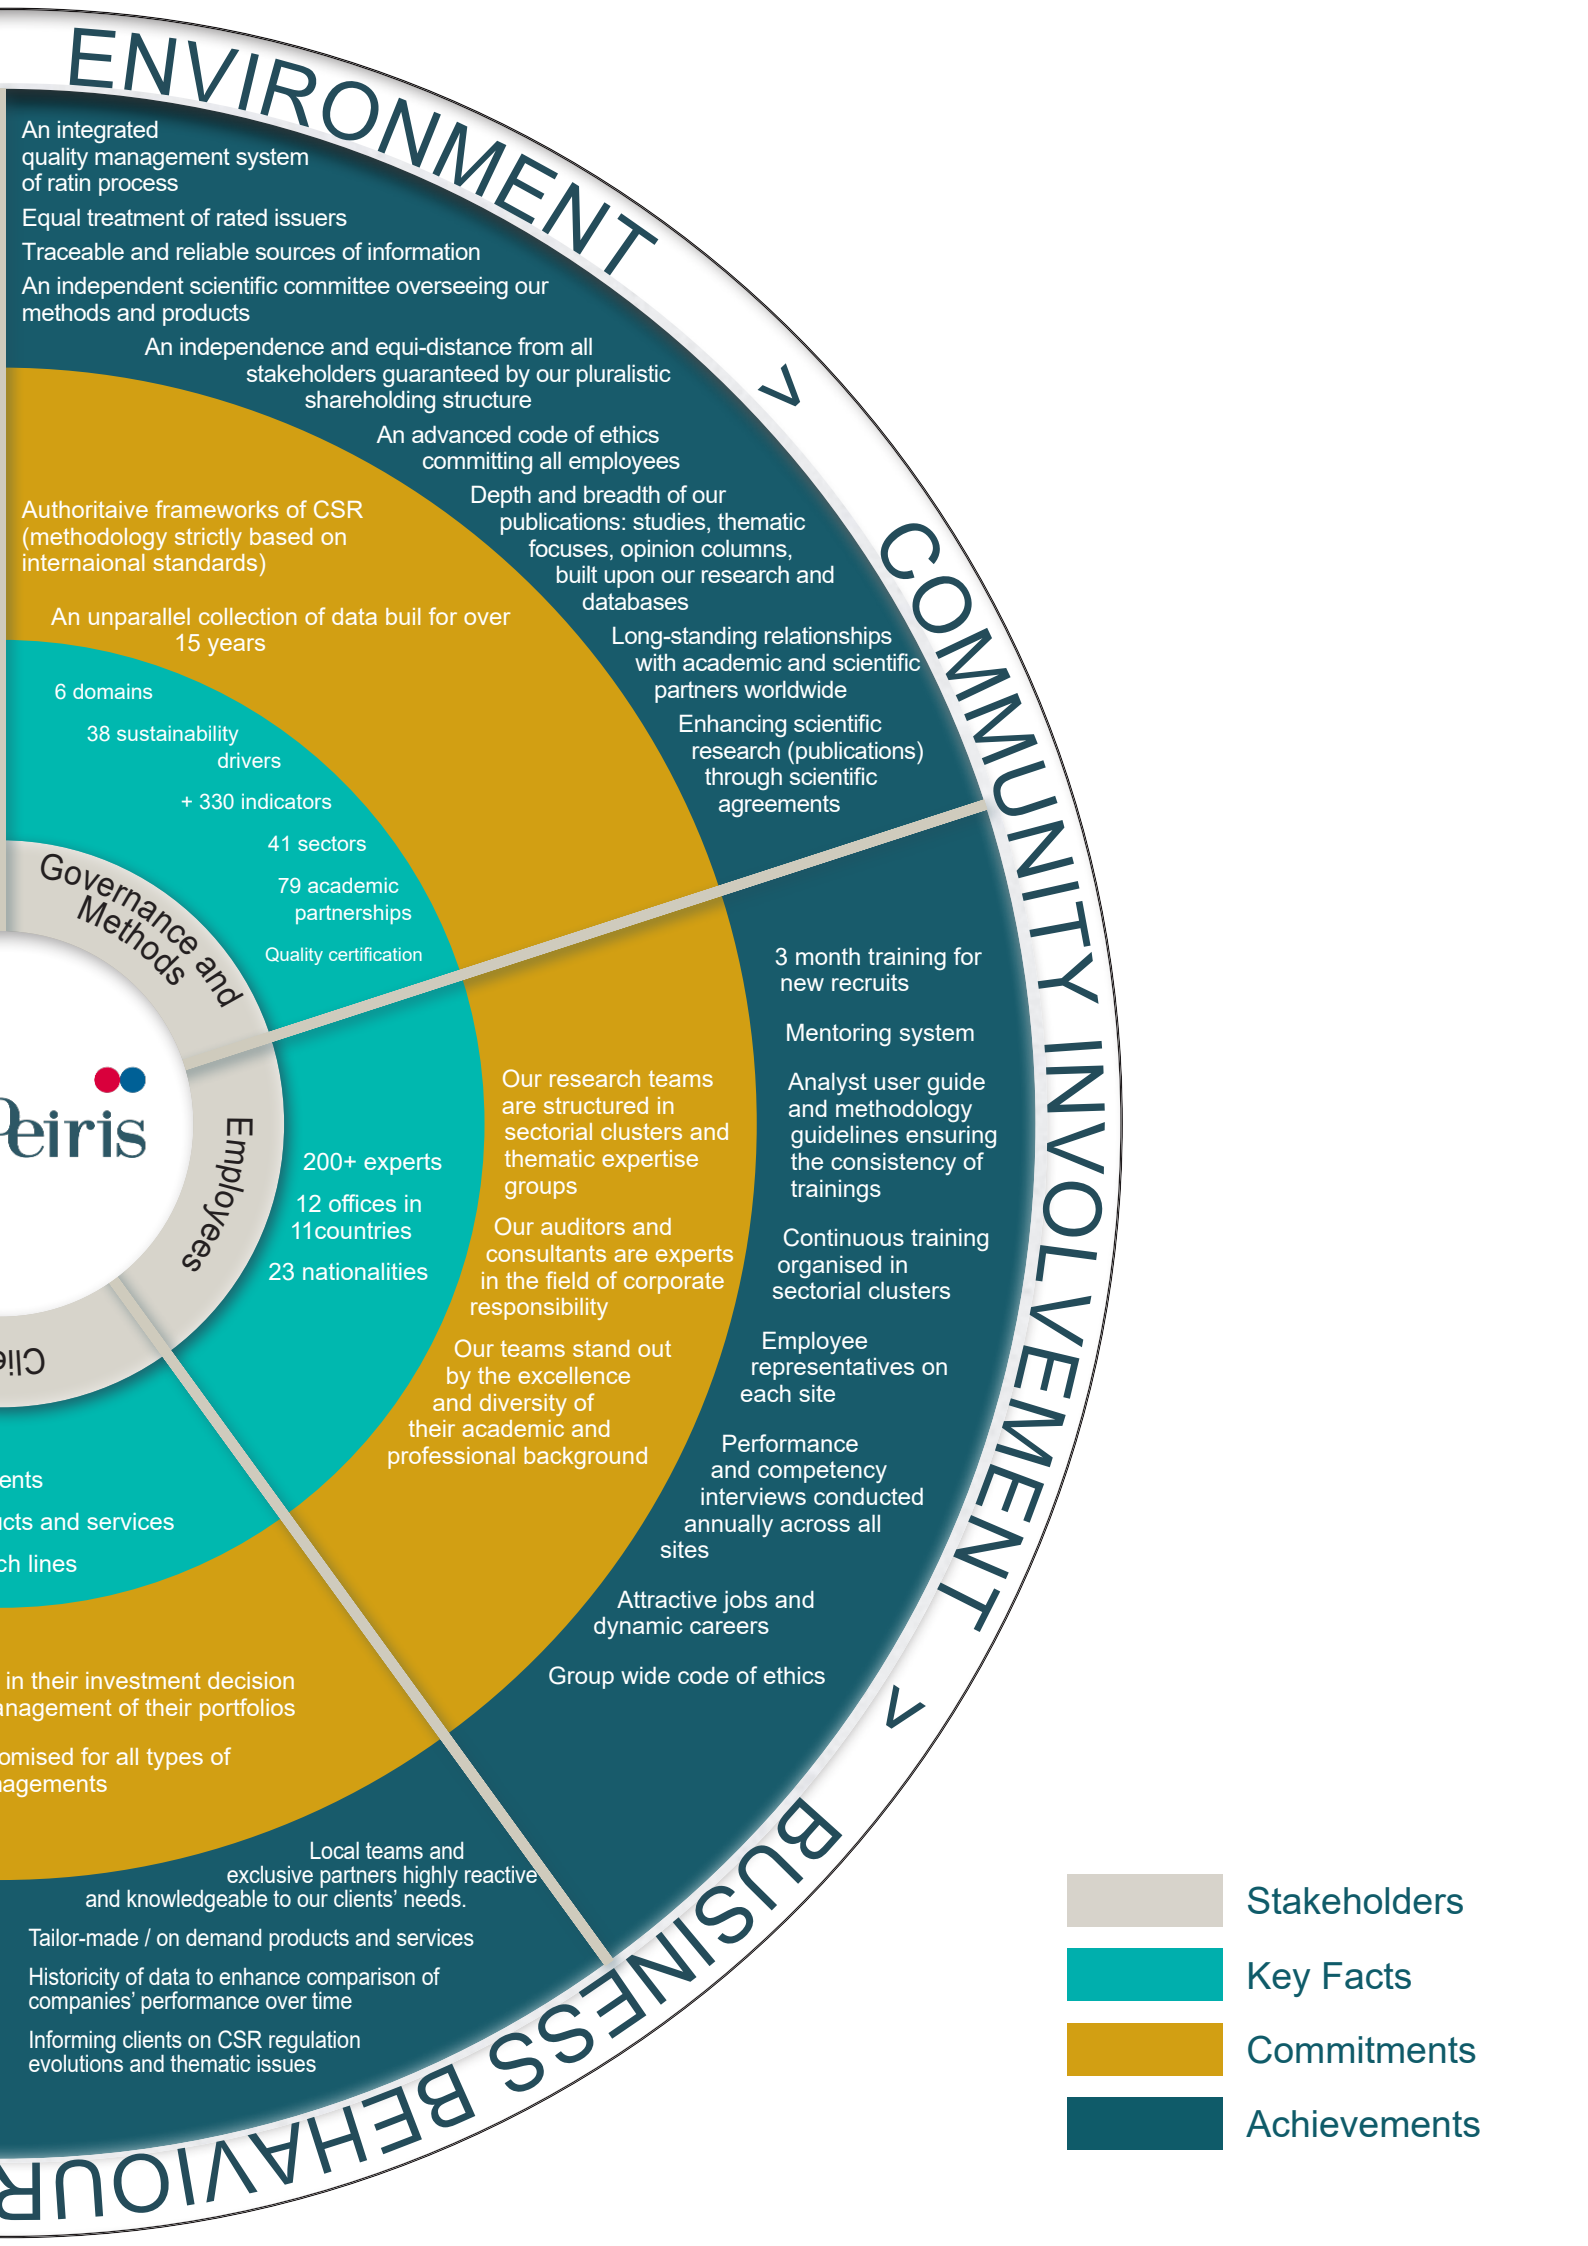 ENVIRONMENT > COMMUNITY INVOLVEMENT > BUSINESS BEHAVIOUR
An integrated
quality management system
of ratin process
Equal treatment of rated issuers
Traceable and reliable sources of information
An independent scientific committee overseeing our
methods and products
An independence and equi-distance from all
stakeholders guaranteed by our pluralistic
shareholding structure
An advanced code of ethics
committing all employees
Depth and breadth of our
publications: studies, thematic
focuses, opinion columns,
built upon our research and
databases
Long-standing relationships
with academic and scientific
partners worldwide
Enhancing scientific
research (publications)
through scientific
agreements
Authoritaive frameworks of CSR
(methodology strictly based on
internaional standards)
An unparallel collection of data buil for over
15 years
6 domains
38 sustainability
drivers
+ 330 indicators
41 sectors
79 academic
partnerships
Quality certification
Governance and
Methods
3 month training for
new recruits
Mentoring system
Analyst user guide
and methodology
guidelines ensuring
the consistency of
trainings
Continuous training
organised in
sectorial clusters
Employee
representatives on
each site
Performance
and competency
interviews conducted
annually across all
sites
Attractive jobs and
dynamic careers
Group wide code of ethics
Our research teams
are structured in
sectorial clusters and
thematic expertise
groups
Our auditors and
consultants are experts
in the field of corporate
responsibility
Our teams stand out
by the excellence
and diversity of
their academic and
professional background
200+ experts
12 offices in
11countries
23 nationalities
Employees
Peiris
Clie
ents
cts and services
ch lines
in their investment decision
anagement of their portfolios
omised for all types of
agements
Local teams and
exclusive partners highly reactive
and knowledgeable to our clients’ needs.
Tailor-made / on demand products and services
Historicity of data to enhance comparison of
companies’ performance over time
Informing clients on CSR regulation
evolutions and thematic issues
Stakeholders
Key Facts
Commitments
Achievements